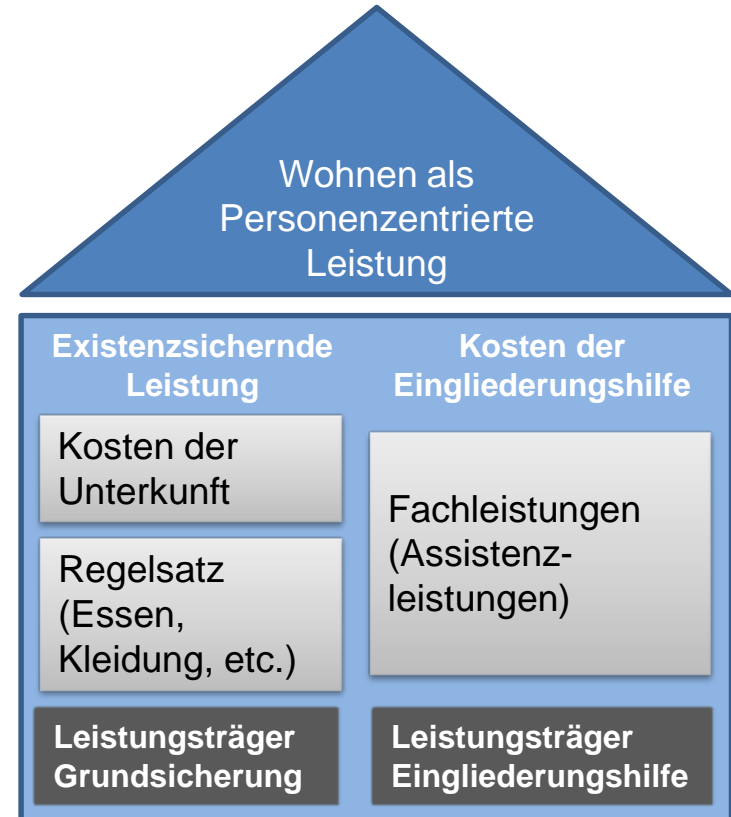 Wohnen als
Personenzentrierte
Leistung
Existenzsichernde
Leistung
Kosten der
Unterkunft
Regelsatz
(Essen,
Kleidung, etc.)
Leistungsträger
Grundsicherung
Kosten der
Eingliederungshilfe
Fachleistungen
(Assistenz-
leistungen)
Leistungsträger
Eingliederungshilfe